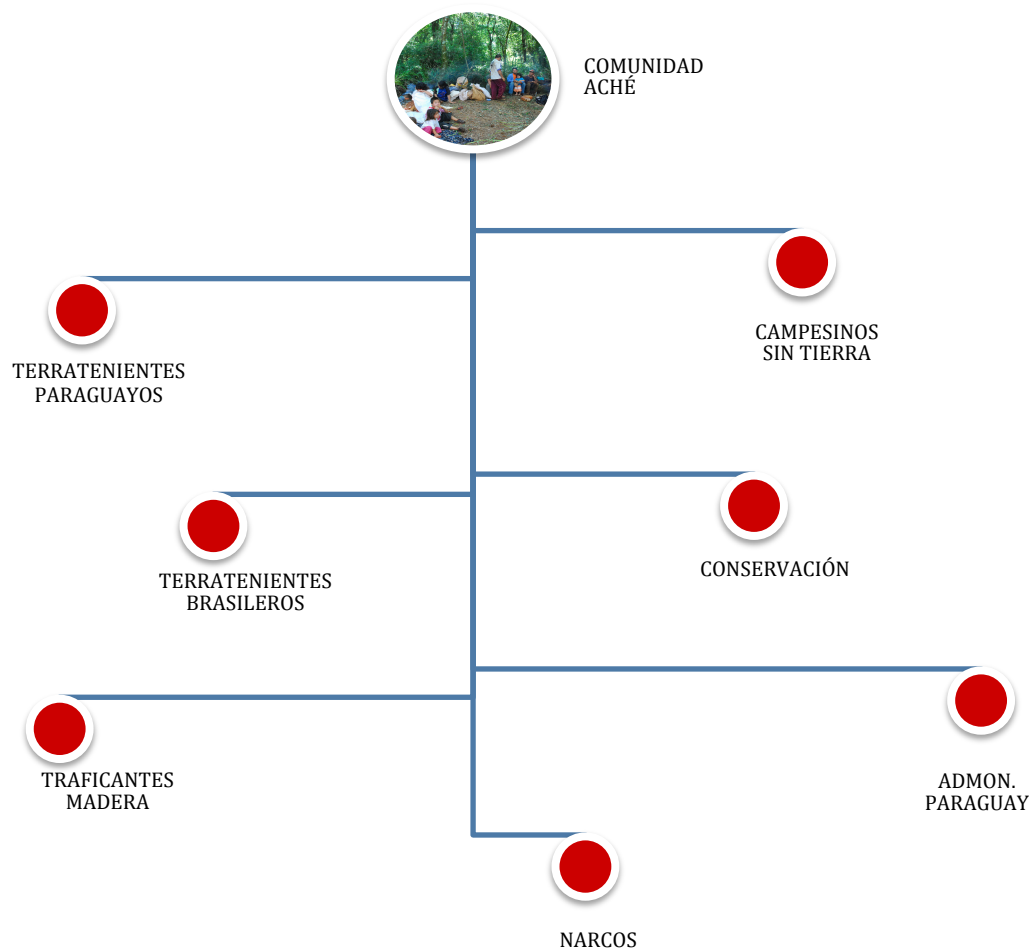 COMUNIDAD
ACHÉ
CAMPESINOS
SIN TIERRA
TERRATENIENTES
PARAGUAYOS
TERRATENIENTES
BRASILEROS
CONSERVACIÓN
TRAFICANTES
MADERA
ADMON.
PARAGUAY
NARCOS